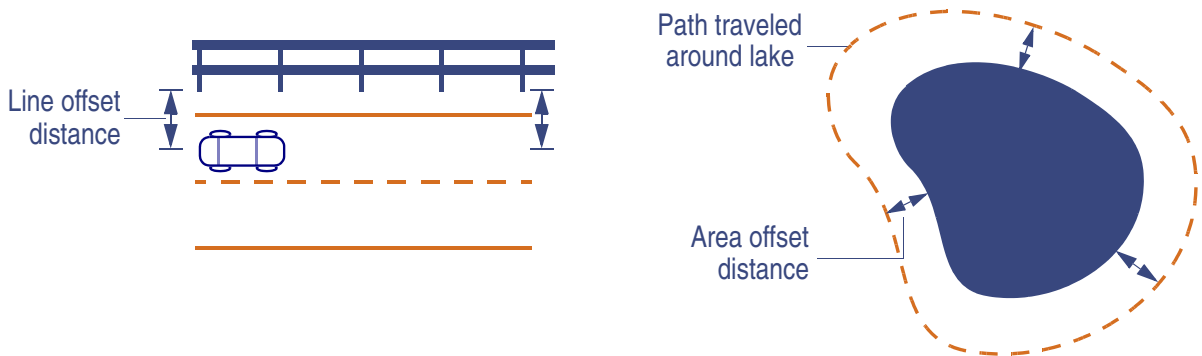 Line offset
distance
Path traveled
around lake
Area offset
distance